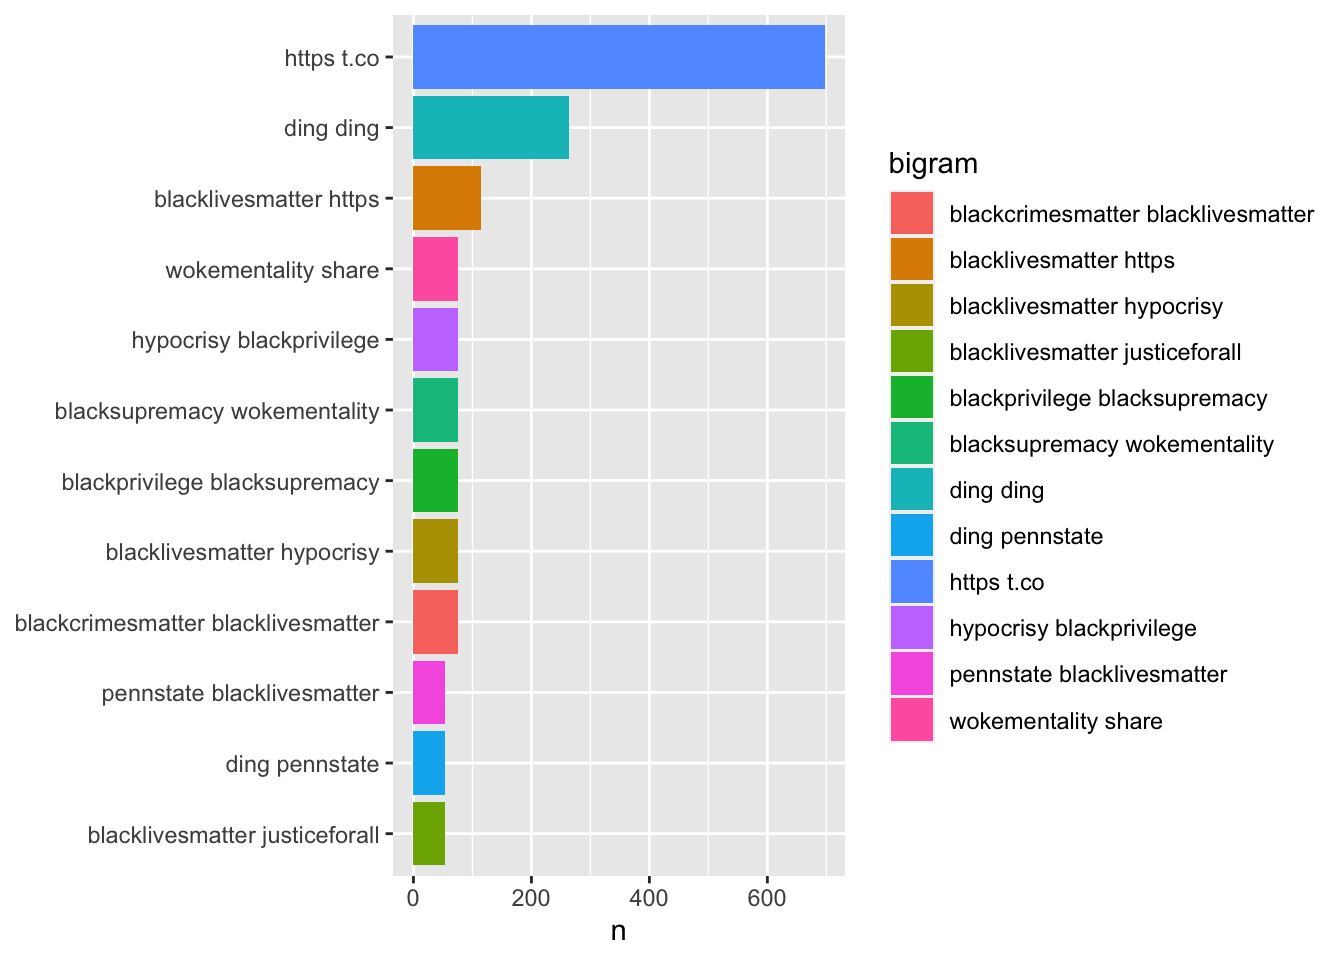 https t.co
ding ding
blacklivesmatter https
wokementality share
hypocrisy blackprivilege
blacksupremacy wokementality
blackprivilege blacksupremacy
blacklivesmatter hypocrisy
blackcrimesmatter blacklivesmatter
pennstate blacklivesmatter
ding pennstate
blacklivesmatter justiceforall
0 200 400 600
n
bigram
blackcrimesmatter blacklivesmatter
blacklivesmatter https
blacklivesmatter hypocrisy
blacklivesmatter justiceforall
blackprivilege blacksupremacy
blacksupremacy wokementality
ding ding
ding pennstate
https t.co
hypocrisy blackprivilege
pennstate blacklivesmatter
wokementality share